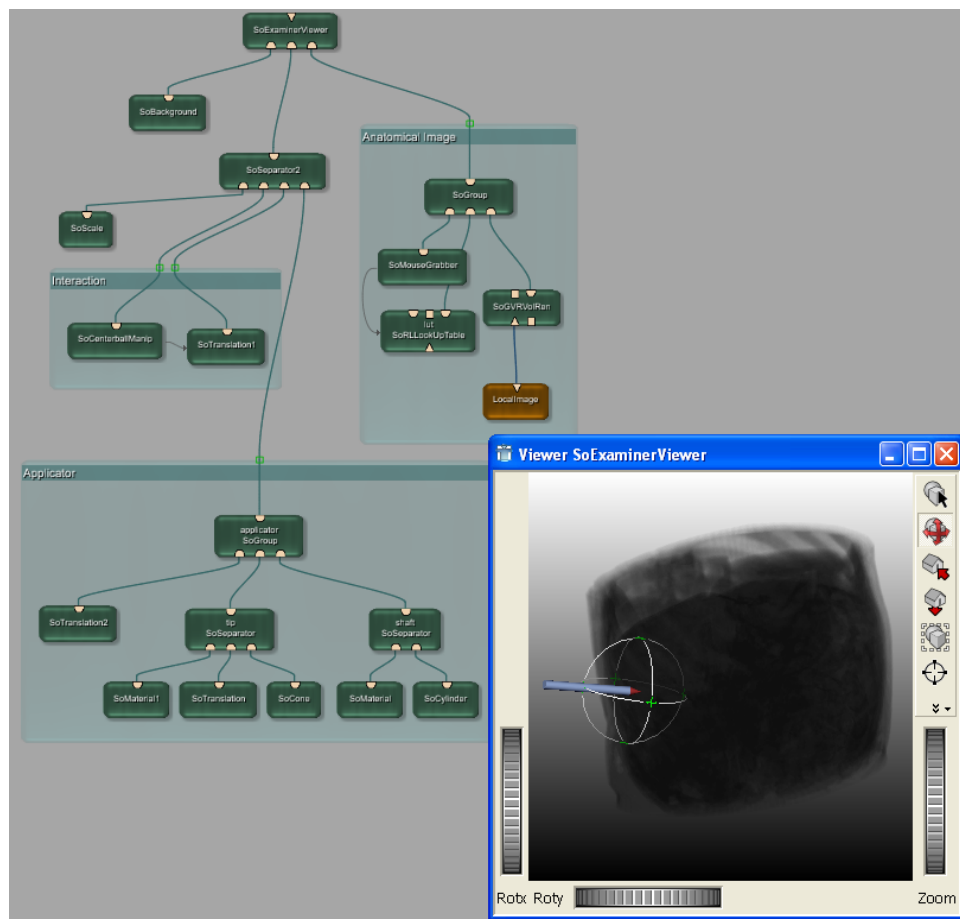 SoExaminerViewer
SoBackground
Anatomical Image
SoSeparator2
SoGroup
SoScale
SoMouseGrabber
Interaction
SoGVRVolRen
lut
SoRLLookUpTable
SoCenterballManip
SoTranslation1
LocalImage
Viewer SoExaminerViewer
Applicator
applicator
SoGroup
SoTranslation2
tip
SoSeparator
shaft
SoSeparator
SoMaterial1
SoTranslation
SoCone
SoMaterial
SoCylinder
Rotx Roty
Zoom